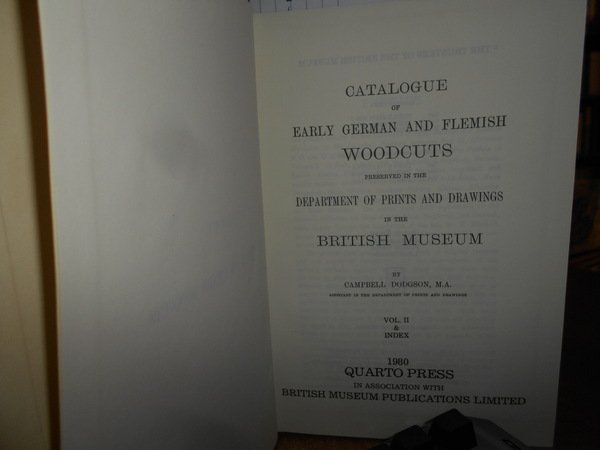 CATALOGUE
OF
EARLY GERMAN AND FLEMISH
WOODCUTS
PRESERVED IN THE
DEPARTMENT OF PRINTS AND DRAWINGS
IN THE
BRITISH MUSEUM
BY
CAMPBELL DODGSON, M.A.
ASSISTANT IN THE DEPARTMENT OF PRINTS AND DRAWINGS
VOL. II
&
INDEX
1980
QUARTO PRESS
IN ASSOCIATION WITH
BRITISH MUSEUM PUBLICATIONS LIMITED